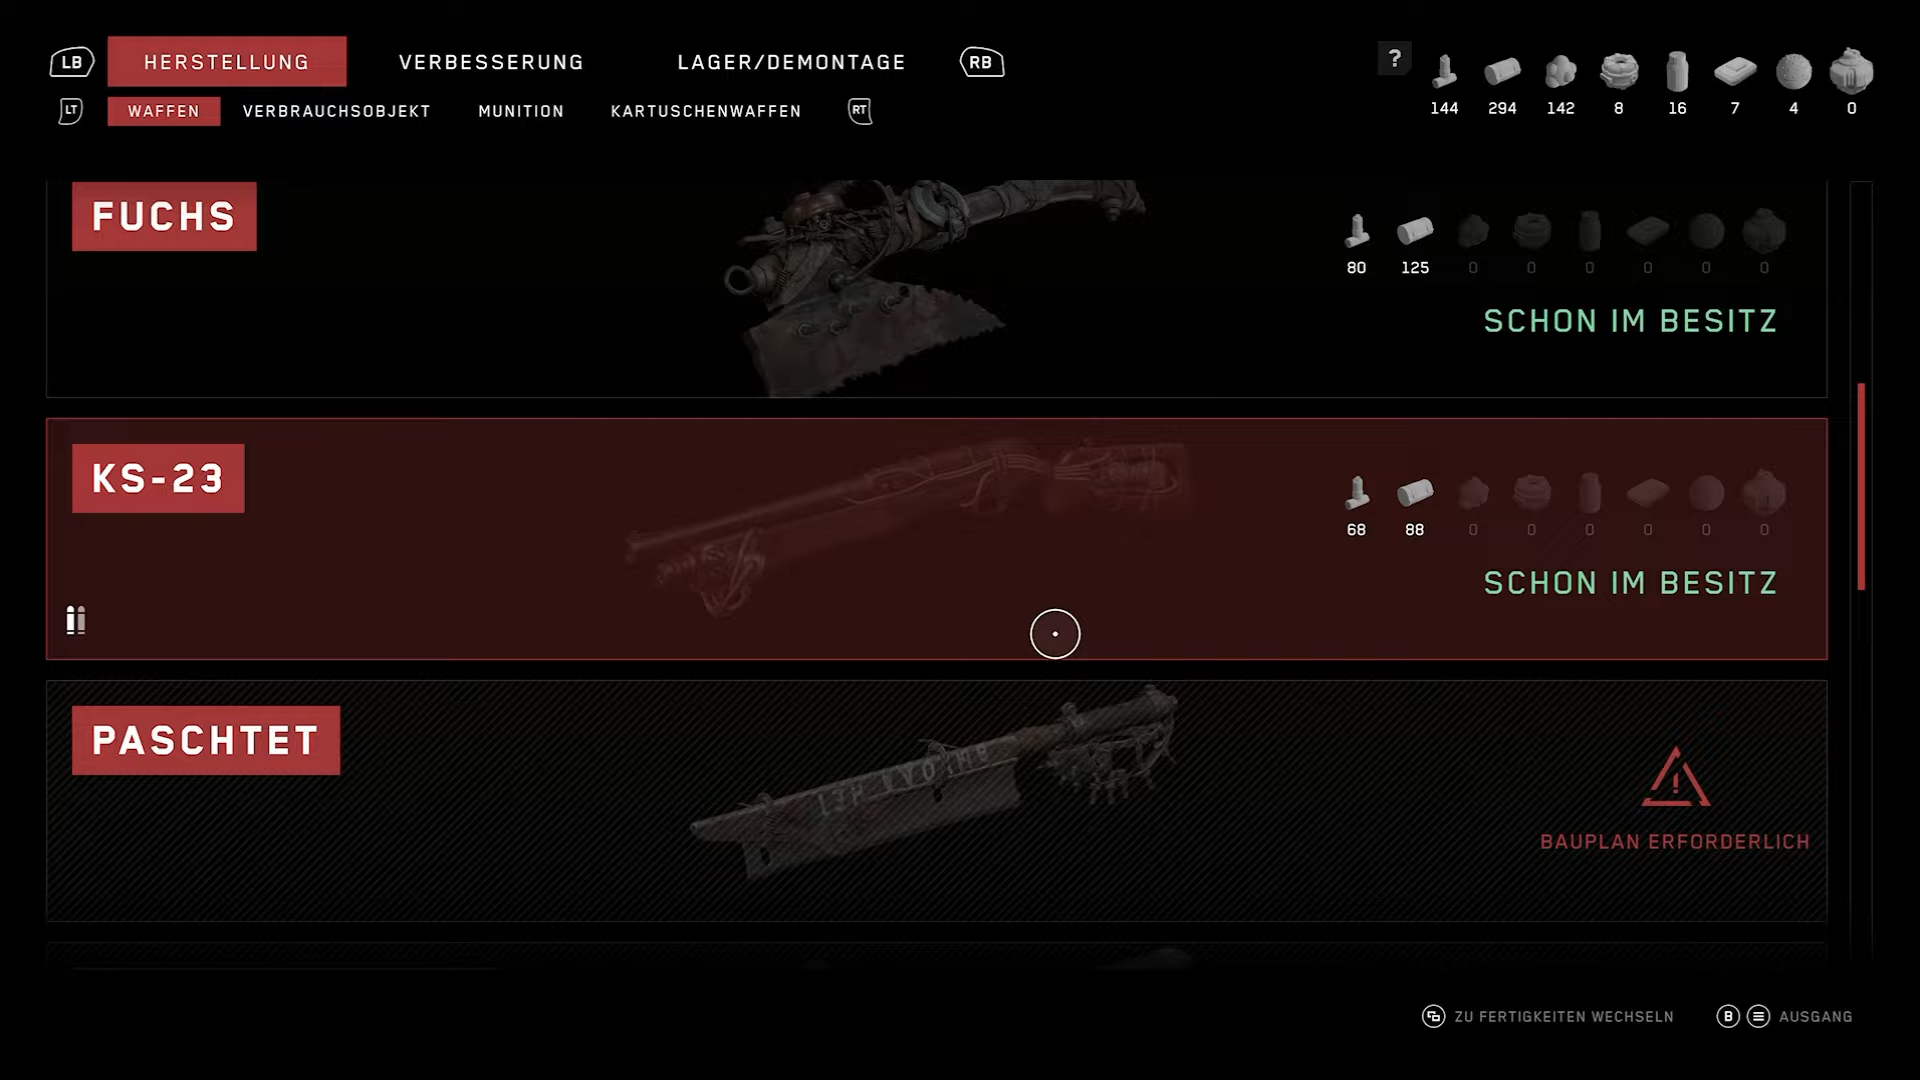 LB HERSTELLUNG VERBESSERUNG LAGER/DEMONTAGE RB
LT WAFFEN VERBRAUCHSOBJEKT MUNITION KARTUSCHENWAFFEN RT
?
144 294 142 8 16 7 4 0
FUCHS
80 125 0 0 0 0 0 0
SCHON IM BESITZ
KS-23
68 88 0 0 0 0 0 0
SCHON IM BESITZ
PASCHTET
BAUPLAN ERFORDERLICH
ZU FERTIGKEITEN WECHSELN B AUSGANG